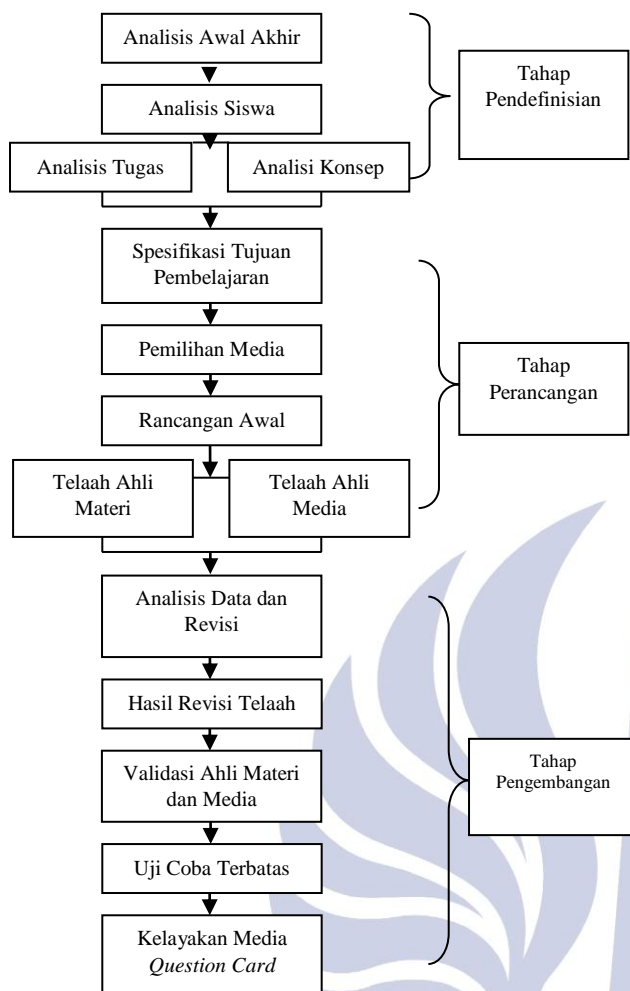 Analisis Awal Akhir
Tahap
Pendefinisian
Analisis Siswa
Analisis Tugas
Analisi Konsep
Spesifikasi Tujuan
Pembelajaran
Pemilihan Media
Tahap
Perancangan
Rancangan Awal
Telaah Ahli
Materi
Telaah Ahli
Media
Analisis Data dan
Revisi
Hasil Revisi Telaah
Validasi Ahli Materi
dan Media
Tahap
Pengembangan
Uji Coba Terbatas
Kelayakan Media
Question Card